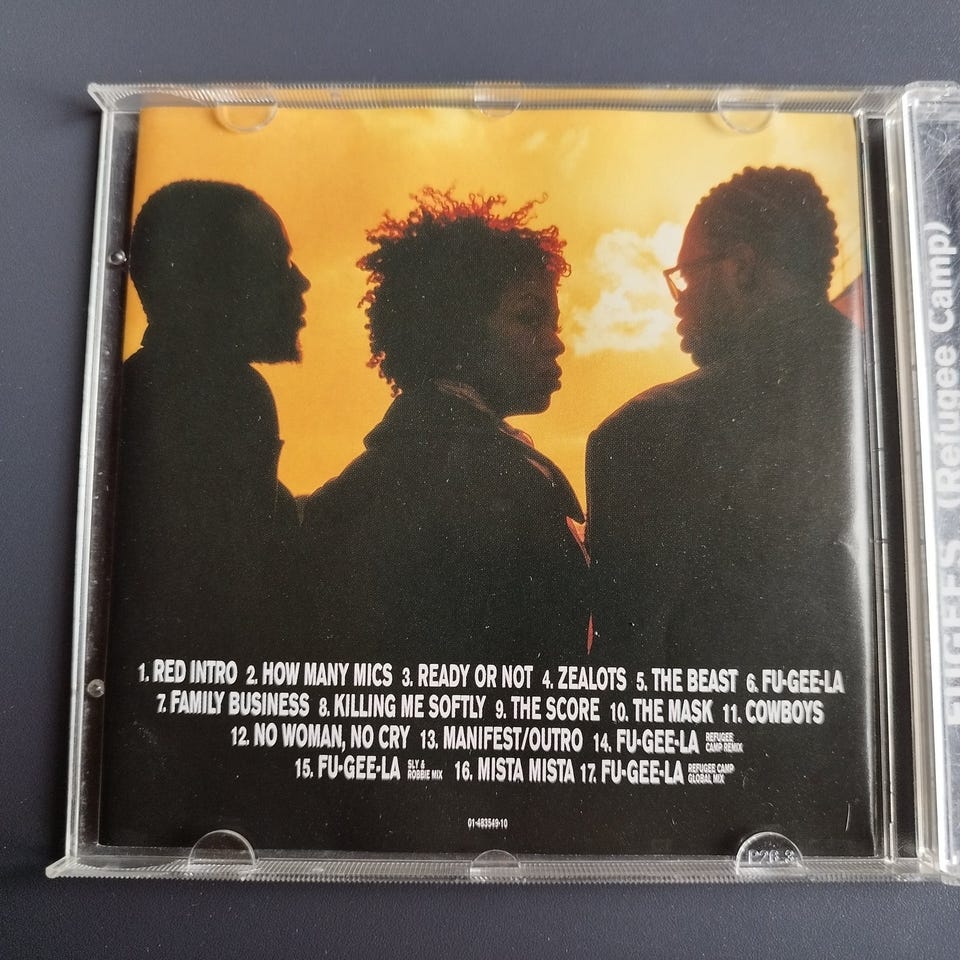 1. RED INTRO 2. HOW MANY MICS 3. READY OR NOT 4. ZEALOTS 5. THE BEAST 6. FU-GEE-LA
7. FAMILY BUSINESS 8. KILLING ME SOFTLY 9. THE SCORE 10. THE MASK 11. COWBOYS
12. NO WOMAN, NO CRY 13. MANIFEST/OUTRO 14. FU-GEE-LA REFUGEE CAMP REMIX
15. FU-GEE-LA SLY & ROBBIE MIX 16. MISTA MISTA 17. FU-GEE-LA REFUGEE CAMP GLOBAL MIX
01-483549-10
P26 3
FUGEES (Refugee Camp)